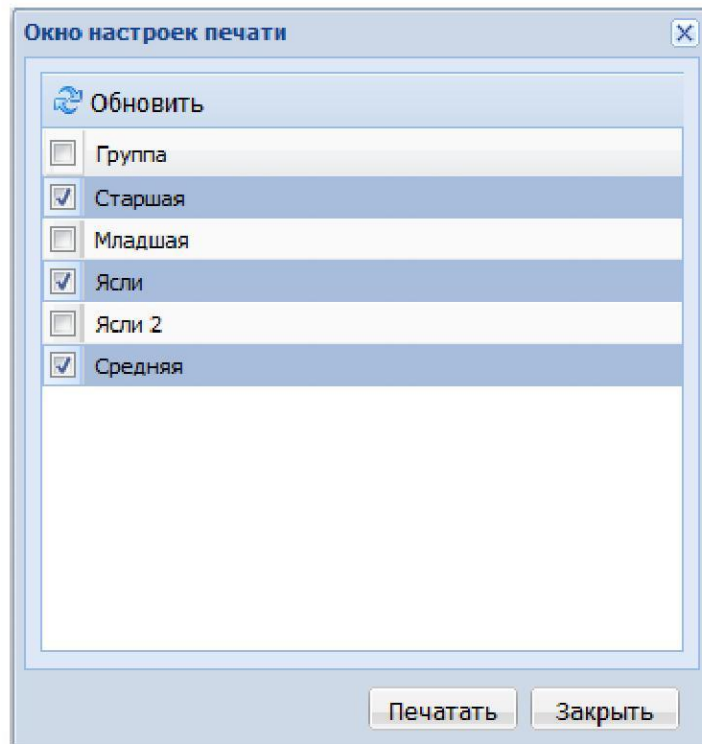 Окно настроек печати
Обновить
Группа
Старшая
Младшая
Ясли
Ясли 2
Средняя
Печатать Закрыть